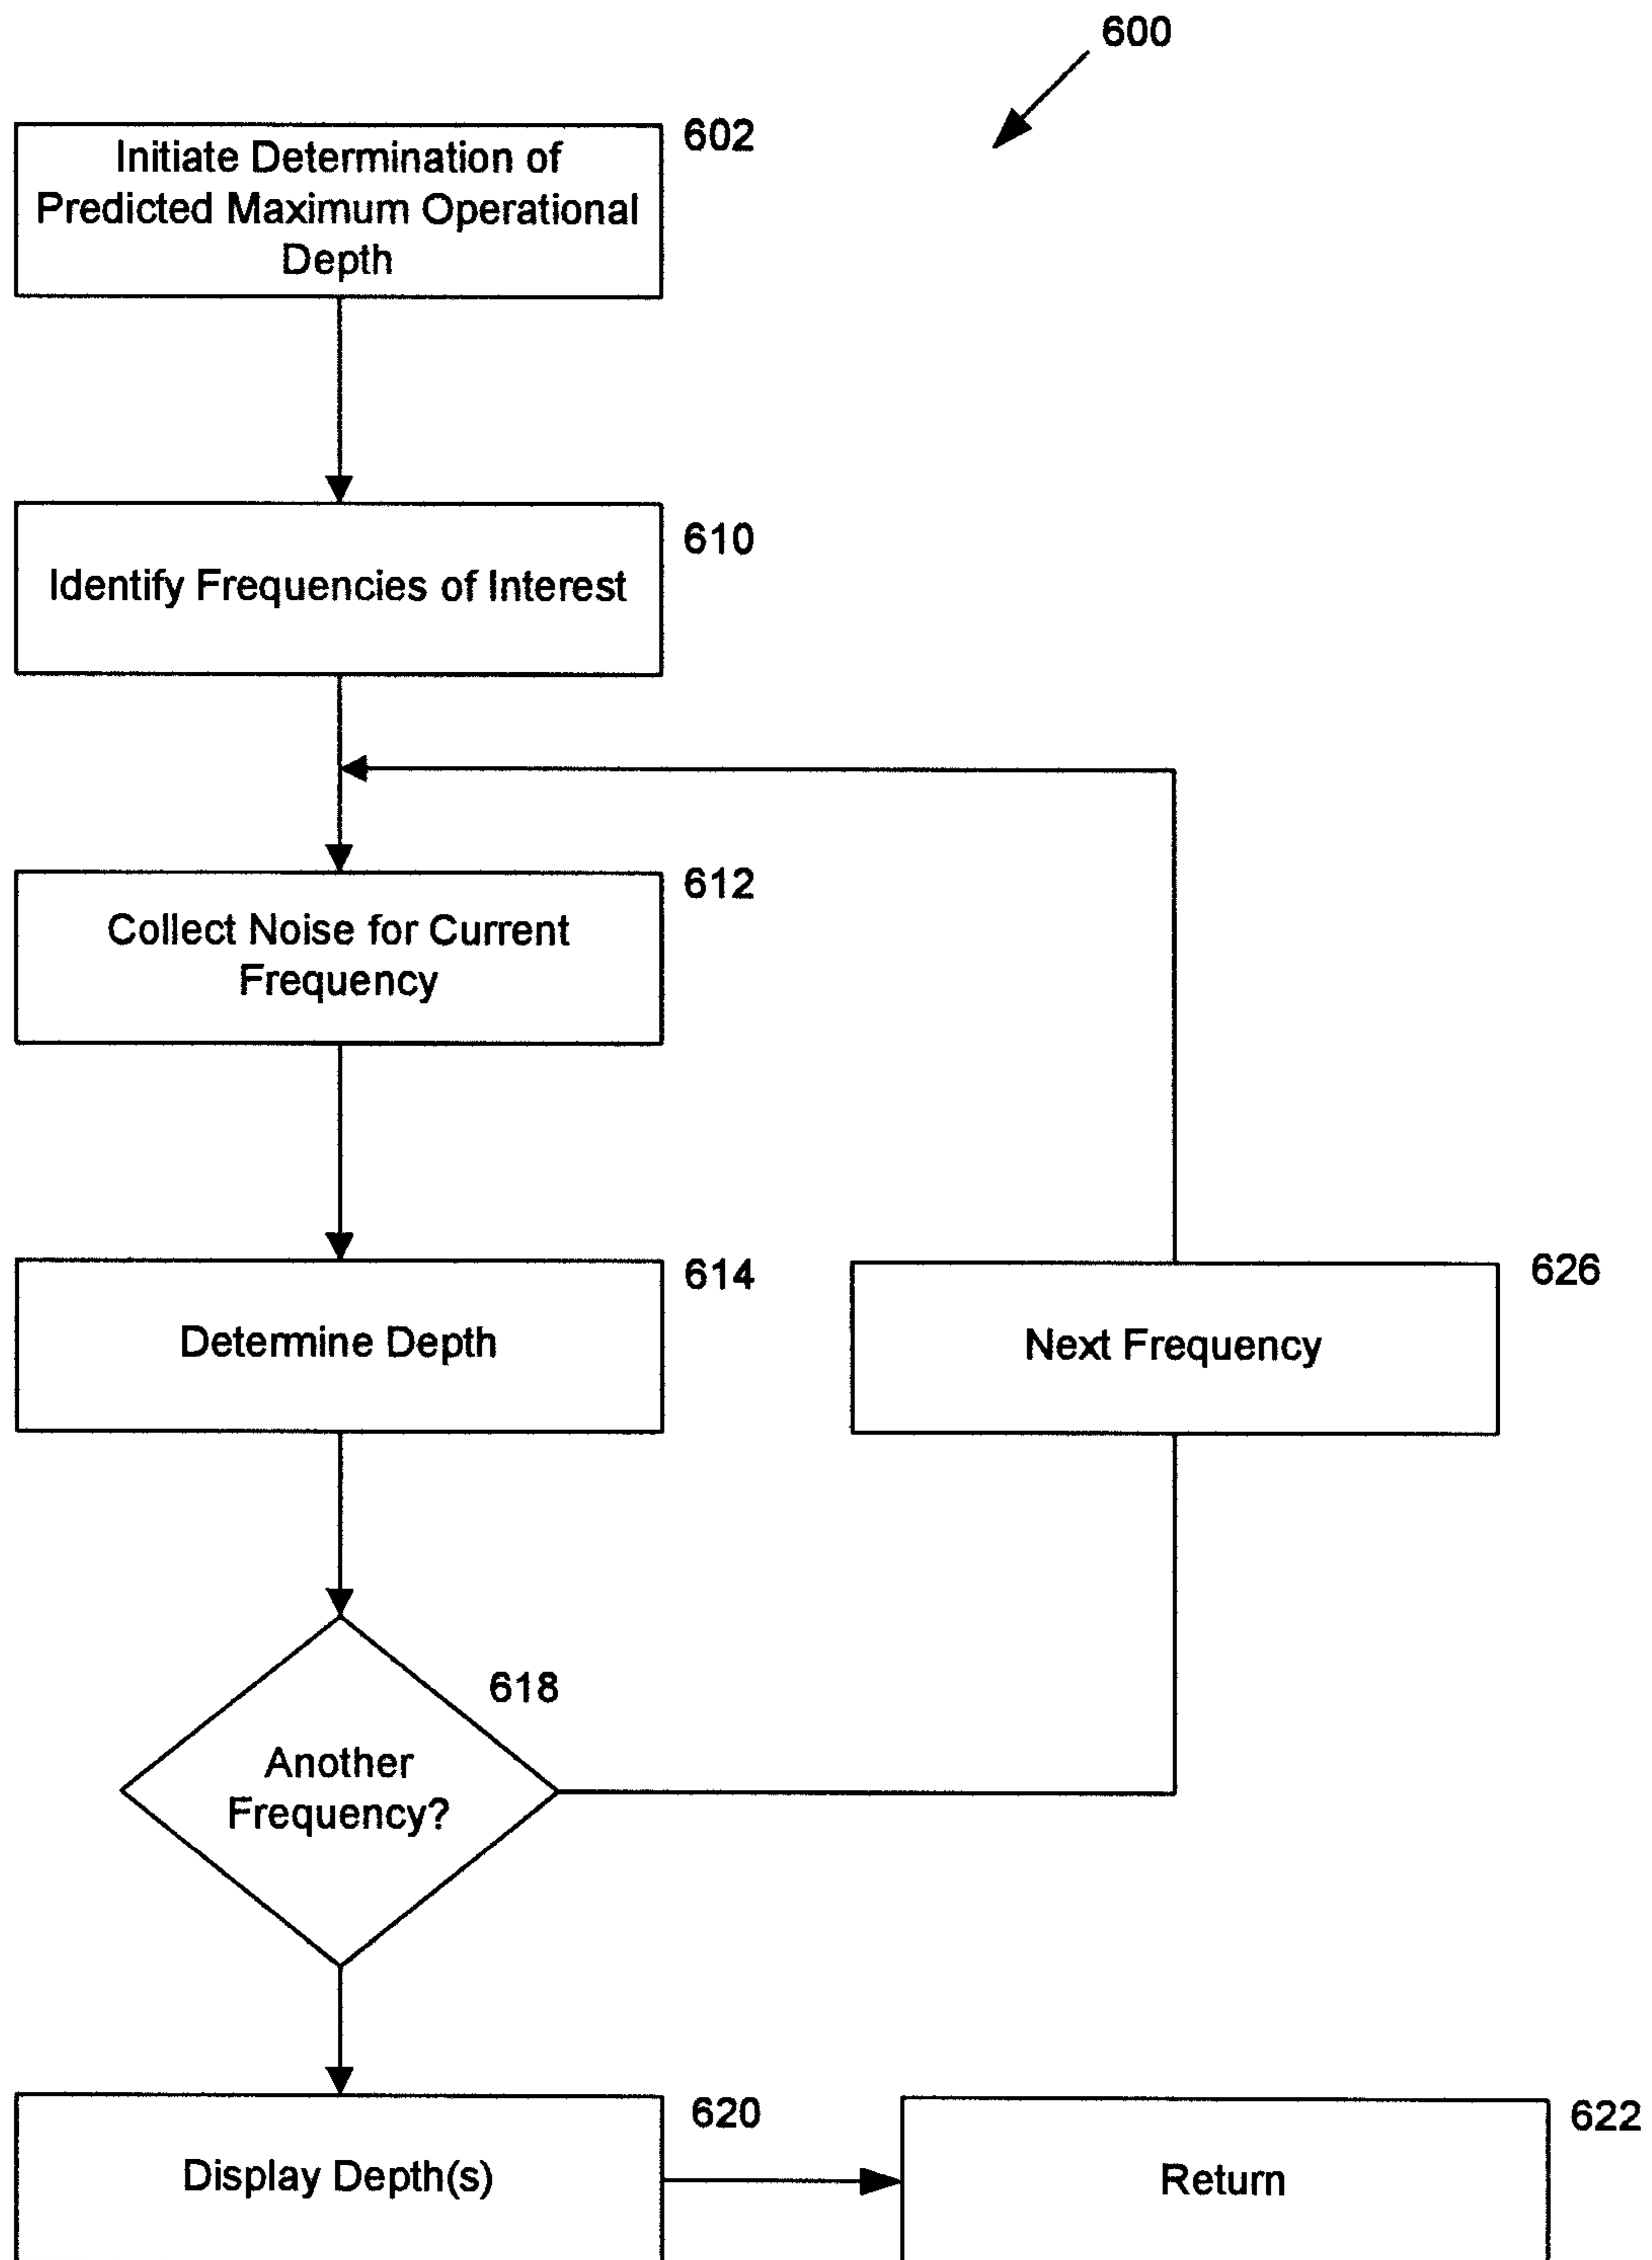 600
602
Initiate Determination of
Predicted Maximum Operational
Depth
610
Identify Frequencies of Interest
612
Collect Noise for Current
Frequency
614
Determine Depth
626
Next Frequency
618
Another
Frequency?
620
Display Depth(s)
622
Return